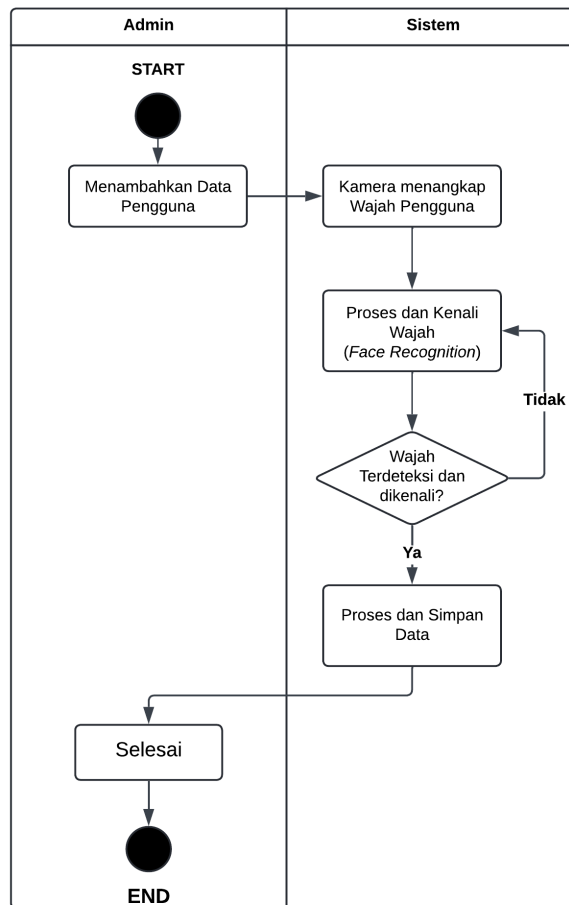 Admin
Sistem
START
Menambahkan Data
Pengguna
Kamera menangkap
Wajah Pengguna
Proses dan Kenali
Wajah
(Face Recognition)
Tidak
Wajah
Terdeteksi dan
dikenali?
Ya
Proses dan Simpan
Data
Selesai
END